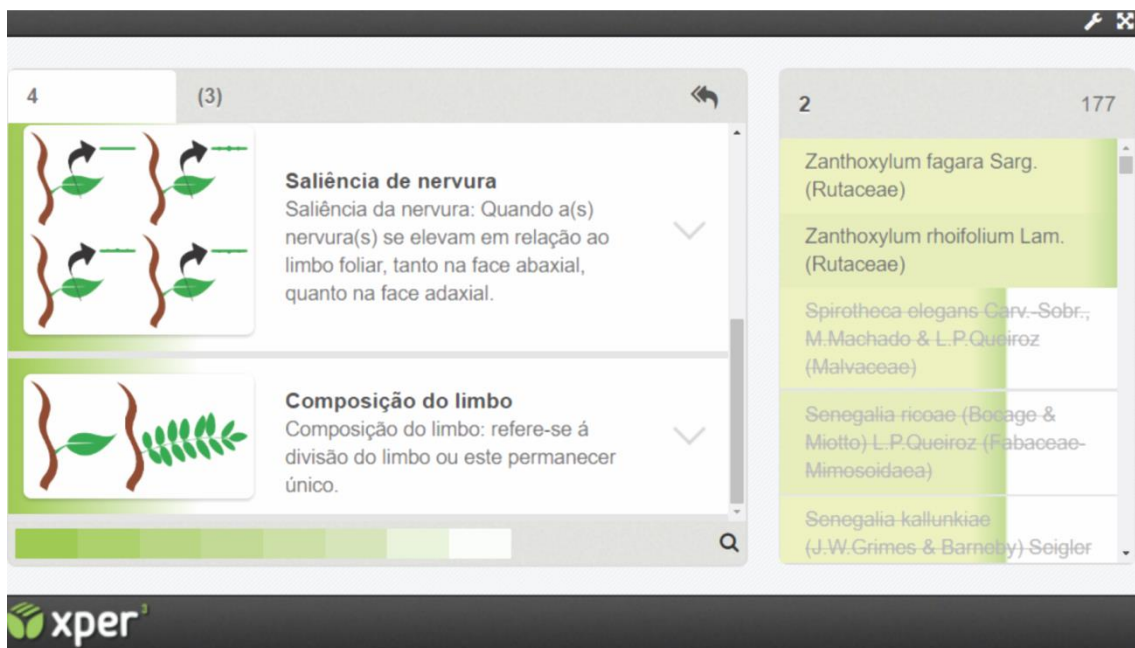 4
(3)
Saliência de nervura
Saliência da nervura: Quando a(s)
nervura(s) se elevam em relação ao
limbo foliar, tanto na face abaxial,
quanto na face adaxial.
Composição do limbo
Composição do limbo: refere-se á
divisão do limbo ou este permanecer
único.
2
177
Zanthoxylum fagara Sarg.
(Rutaceae)
Zanthoxylum rhoifolium Lam.
(Rutaceae)
Spirotheca elegans Carv.-Sobr.,
M.Machado & L.P.Queiroz
(Malvaceae)
Senegalia ricoae (Bocage &
Miotto) L.P.Queiroz (Fabaceae-
Mimosoidaea)
Senegalia kallunkiae
(J.W.Grimes & Barneby) Seigler
xper³